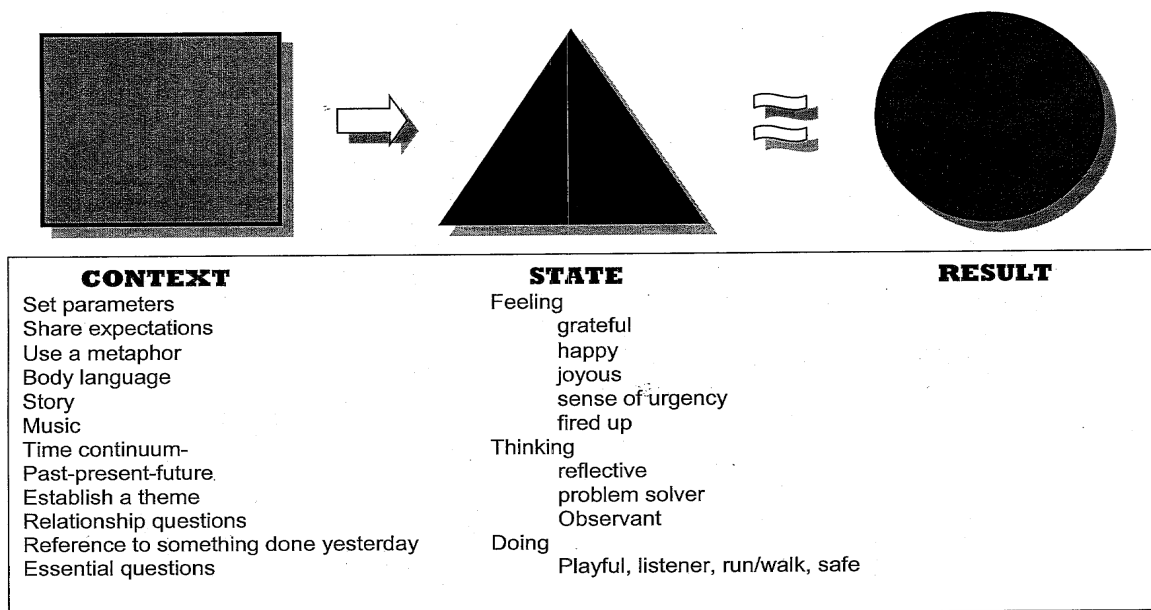 CONTEXT
Set parameters
Share expectations
Use a metaphor
Body language
Story
Music
Time continuum-
Past-present-future
Establish a theme
Relationship questions
Reference to something done yesterday
Essential questions
STATE
Feeling
grateful
happy
joyous
sense of urgency
fired up
Thinking
reflective
problem solver
Observant
Doing
Playful, listener, run/walk, safe
RESULT